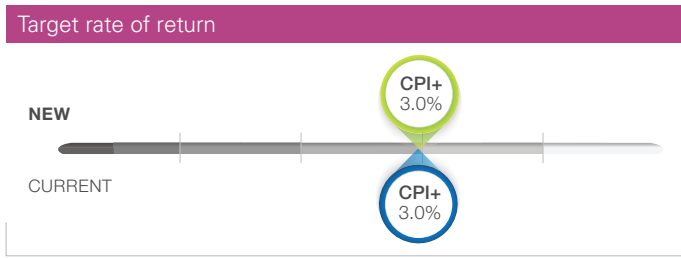 Target rate of return
CPI+
3.0%
NEW
CURRENT
CPI+
3.0%